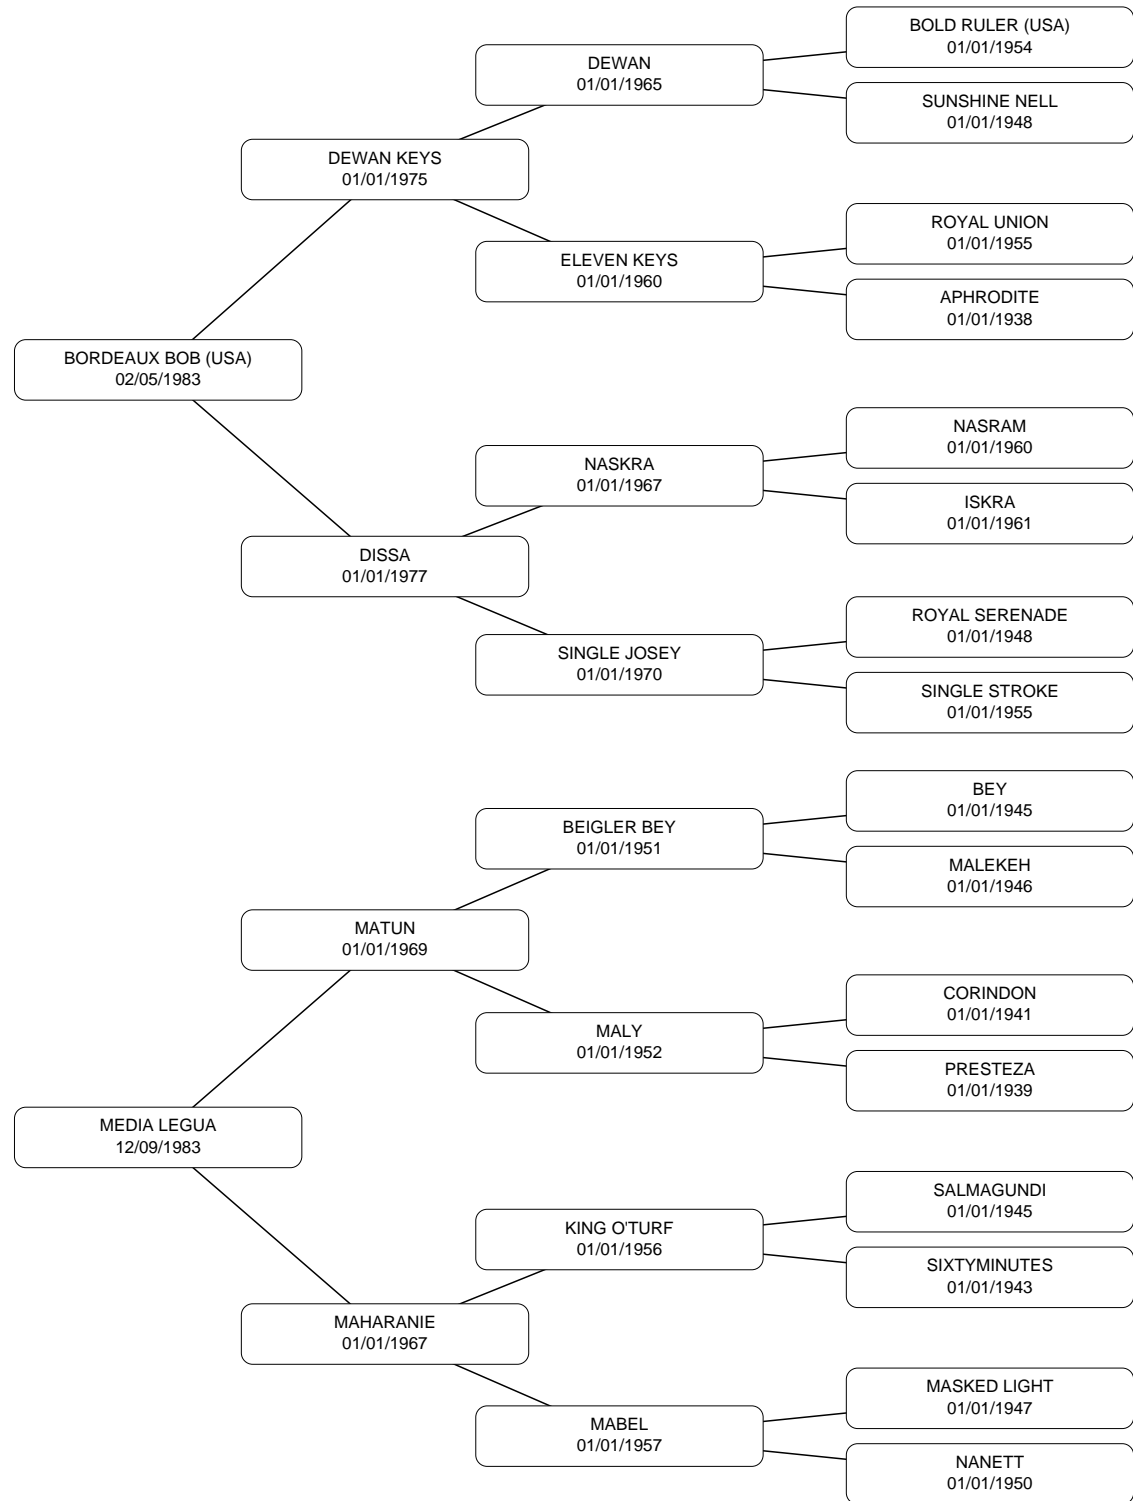 BOLD RULER (USA)
01/01/1954
DEWAN
01/01/1965
SUNSHINE NELL
01/01/1948
DEWAN KEYS
01/01/1975
ROYAL UNION
01/01/1955
ELEVEN KEYS
01/01/1960
APHRODITE
01/01/1938
BORDEAUX BOB (USA)
02/05/1983
NASRAM
01/01/1960
NASKRA
01/01/1967
ISKRA
01/01/1961
DISSA
01/01/1977
ROYAL SERENADE
01/01/1948
SINGLE JOSEY
01/01/1970
SINGLE STROKE
01/01/1955
BEY
01/01/1945
BEIGLER BEY
01/01/1951
MALEKEH
01/01/1946
MATUN
01/01/1969
CORINDON
01/01/1941
MALY
01/01/1952
PRESTEZA
01/01/1939
MEDIA LEGUA
12/09/1983
SALMAGUNDI
01/01/1945
KING O'TURF
01/01/1956
SIXTYMINUTES
01/01/1943
MAHARANIE
01/01/1967
MASKED LIGHT
01/01/1947
MABEL
01/01/1957
NANETT
01/01/1950